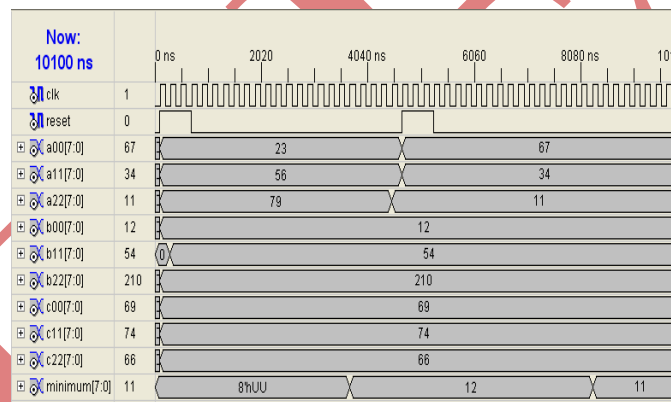 Now:
10100 ns
0 ns 2020 4040 ns 6060 8080 ns 10
clk 1
reset 0
a00[7:0] 67 23 67
a11[7:0] 34 56 34
a22[7:0] 11 79 11
b00[7:0] 12 12
b11[7:0] 54 0 54
b22[7:0] 210 210
c00[7:0] 69 69
c11[7:0] 74 74
c22[7:0] 66 66
minimum[7:0] 11 8'hUU 12 11